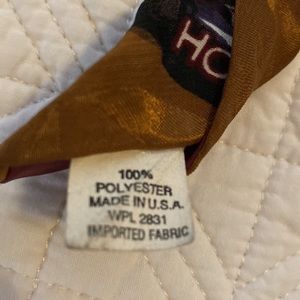 HO
100%
POLYESTER
MADE IN U.S.A.
WPL 2831
IMPORTED FABRIC